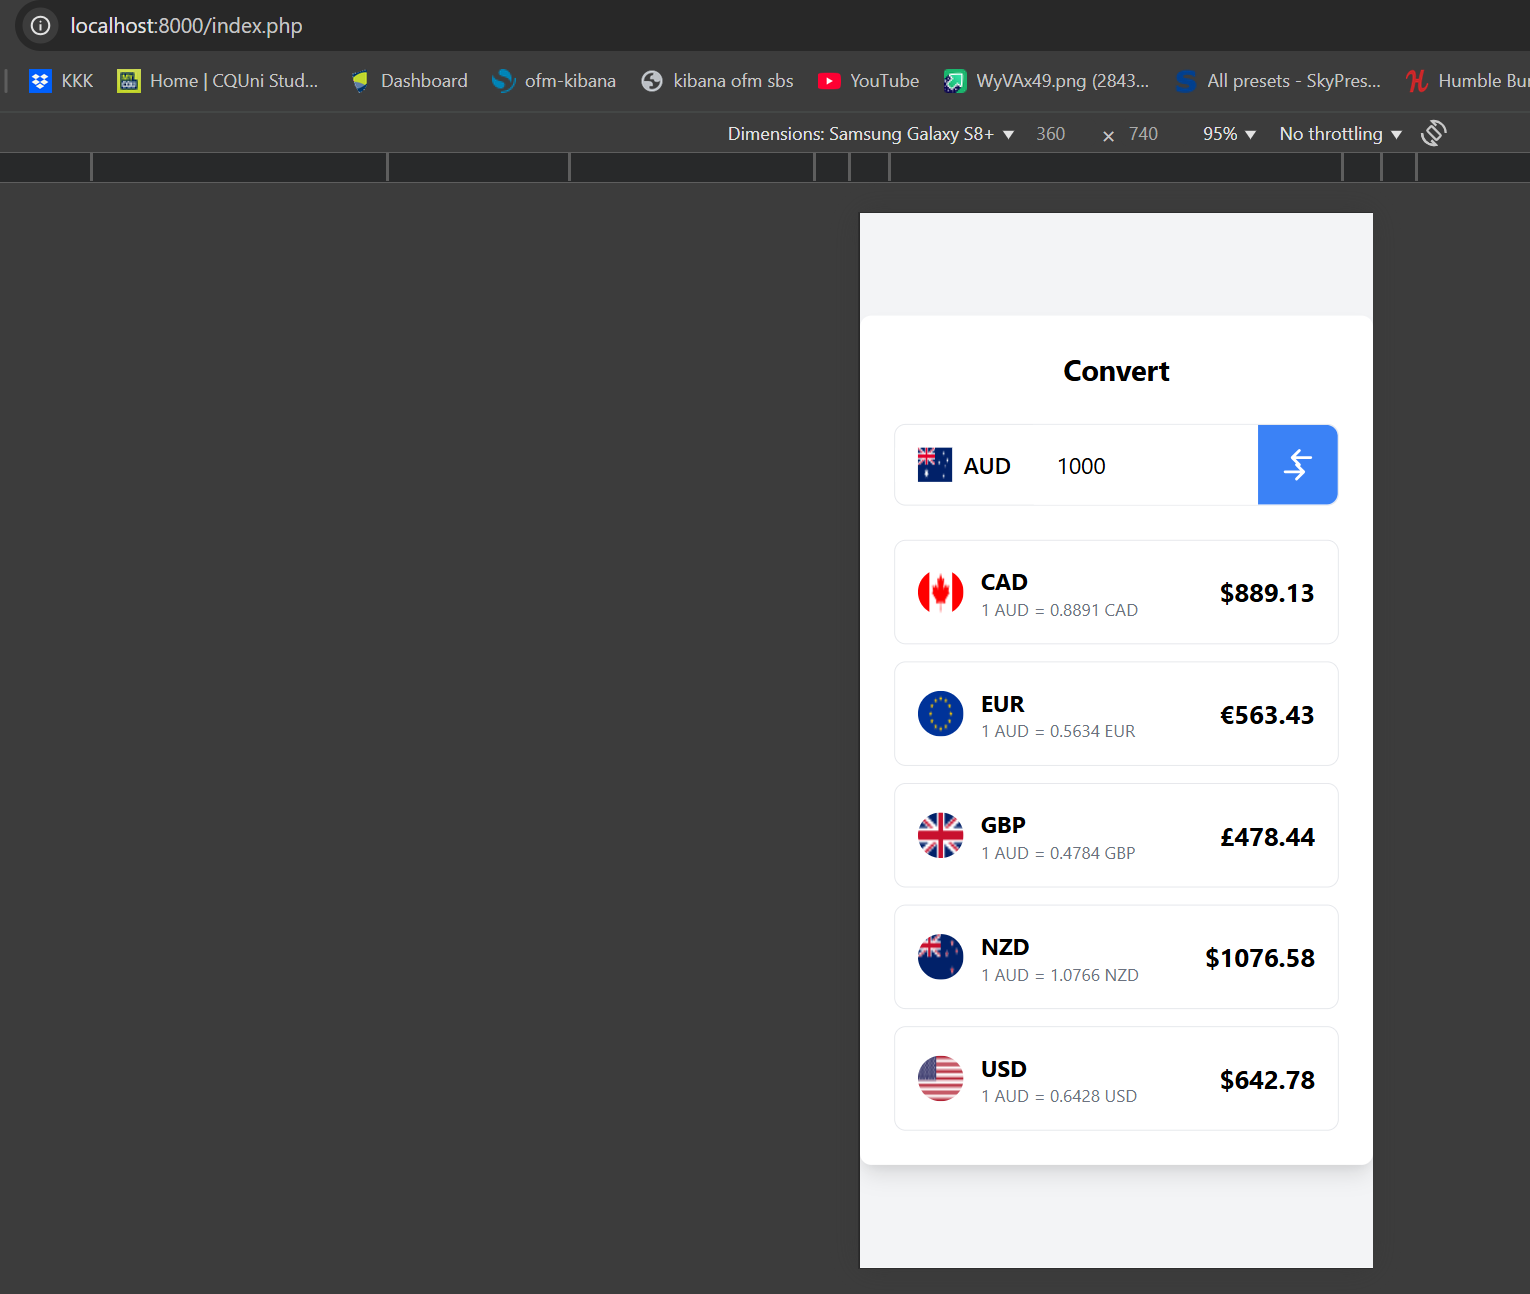 localhost:8000/index.php
KKK Home | CQUni Stud... Dashboard ofm-kibana kibana ofm sbs YouTube WyVAx49.png (2843... All presets - SkyPres... Humble Bu
Dimensions: Samsung Galaxy S8+ ▼ 360 × 740 95% ▼ No throttling ▼
Convert
AUD 1000
CAD
1 AUD = 0.8891 CAD
$889.13
EUR
1 AUD = 0.5634 EUR
€563.43
GBP
1 AUD = 0.4784 GBP
£478.44
NZD
1 AUD = 1.0766 NZD
$1076.58
USD
1 AUD = 0.6428 USD
$642.78